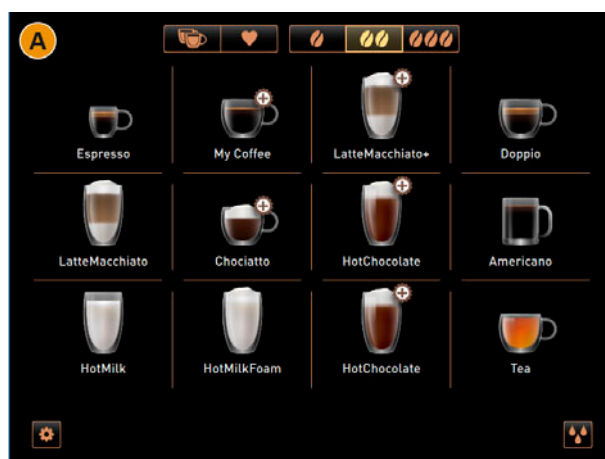 A
Espresso
My Coffee
LatteMacchiato+
Doppio
LatteMacchiato
Chociatto
HotChocolate
Americano
HotMilk
HotMilkFoam
HotChocolate
Tea